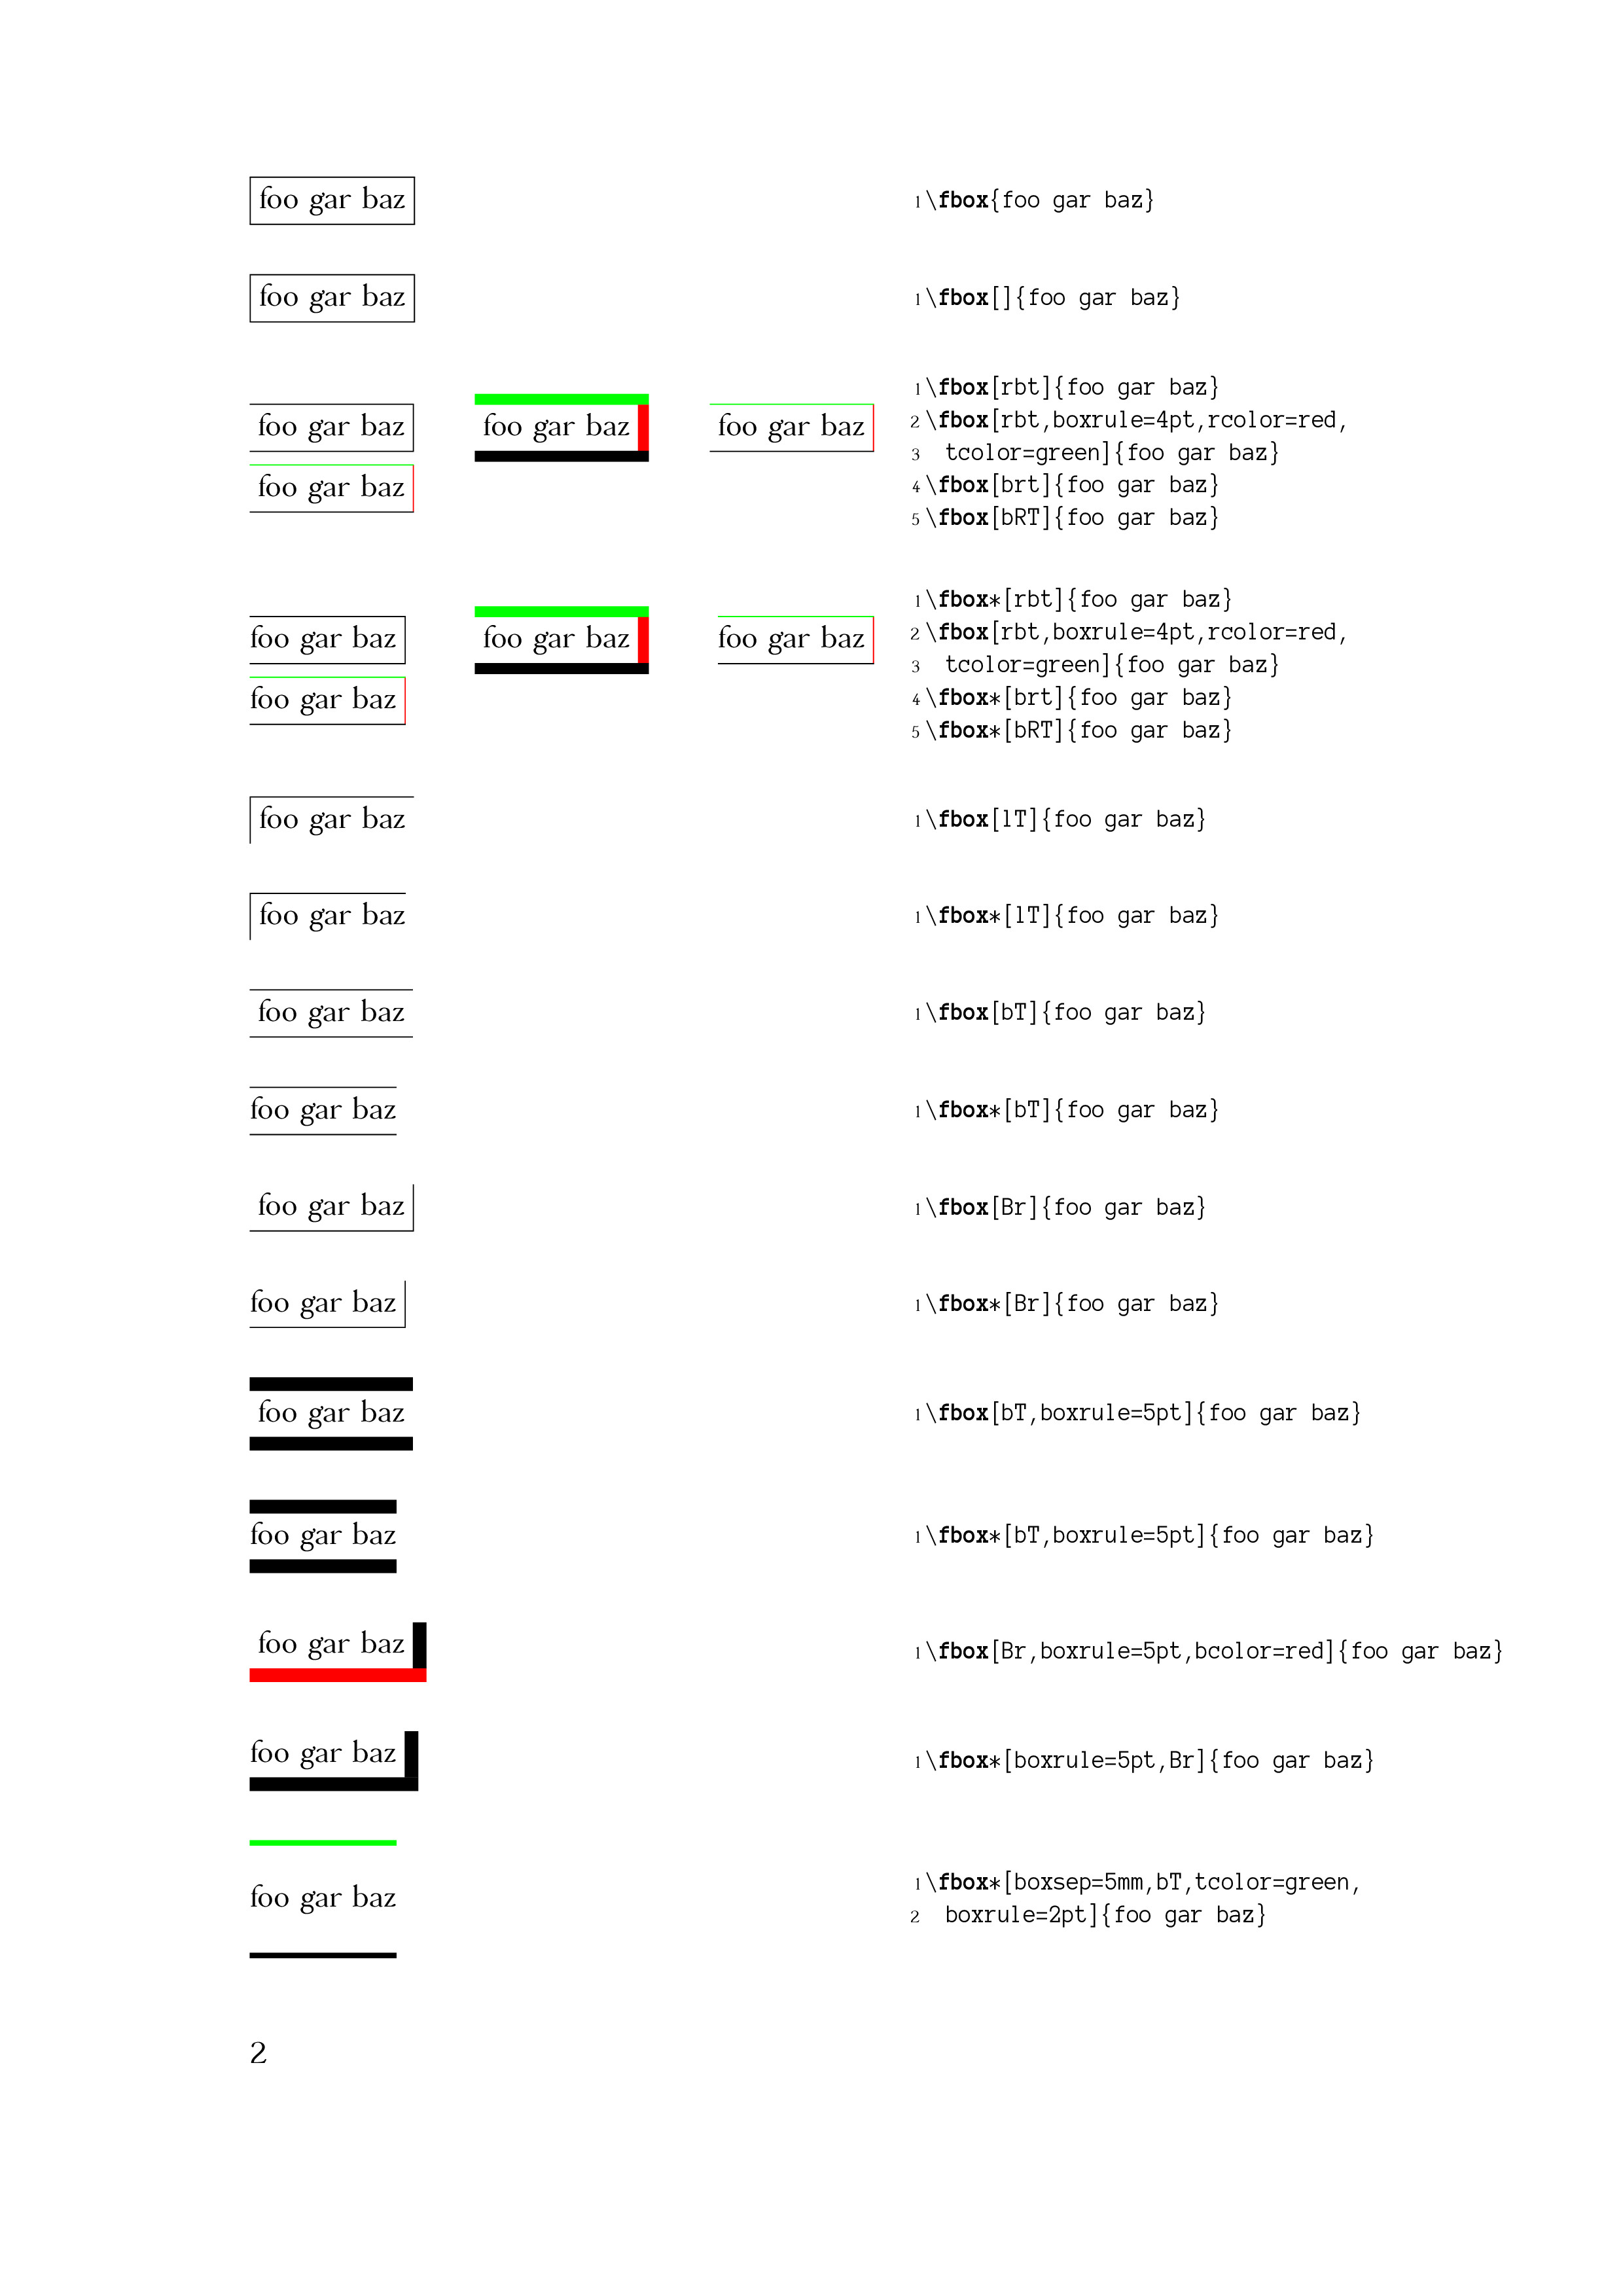 foo gar baz
1 \fbox{foo gar baz}
foo gar baz
1 \fbox[]{foo gar baz}
foo gar baz foo gar baz foo gar baz
foo gar baz
1 \fbox[rbt]{foo gar baz}
2 \fbox[rbt,boxrule=4pt,rcolor=red,
3 tcolor=green]{foo gar baz}
4 \fbox[brt]{foo gar baz}
5 \fbox[bRT]{foo gar baz}
foo gar baz foo gar baz foo gar baz
foo gar baz
1 \fbox*[rbt]{foo gar baz}
2 \fbox[rbt,boxrule=4pt,rcolor=red,
3 tcolor=green]{foo gar baz}
4 \fbox*[brt]{foo gar baz}
5 \fbox*[bRT]{foo gar baz}
foo gar baz
1 \fbox[lT]{foo gar baz}
foo gar baz
1 \fbox*[lT]{foo gar baz}
foo gar baz
1 \fbox[bT]{foo gar baz}
foo gar baz
1 \fbox*[bT]{foo gar baz}
foo gar baz
1 \fbox[Br]{foo gar baz}
foo gar baz
1 \fbox*[Br]{foo gar baz}
foo gar baz
1 \fbox[bT,boxrule=5pt]{foo gar baz}
foo gar baz
1 \fbox*[bT,boxrule=5pt]{foo gar baz}
foo gar baz
1 \fbox[Br,boxrule=5pt,bcolor=red]{foo gar baz}
foo gar baz
1 \fbox*[boxrule=5pt,Br]{foo gar baz}
foo gar baz
1 \fbox*[boxsep=5mm,bT,tcolor=green,
2 boxrule=2pt]{foo gar baz}
2